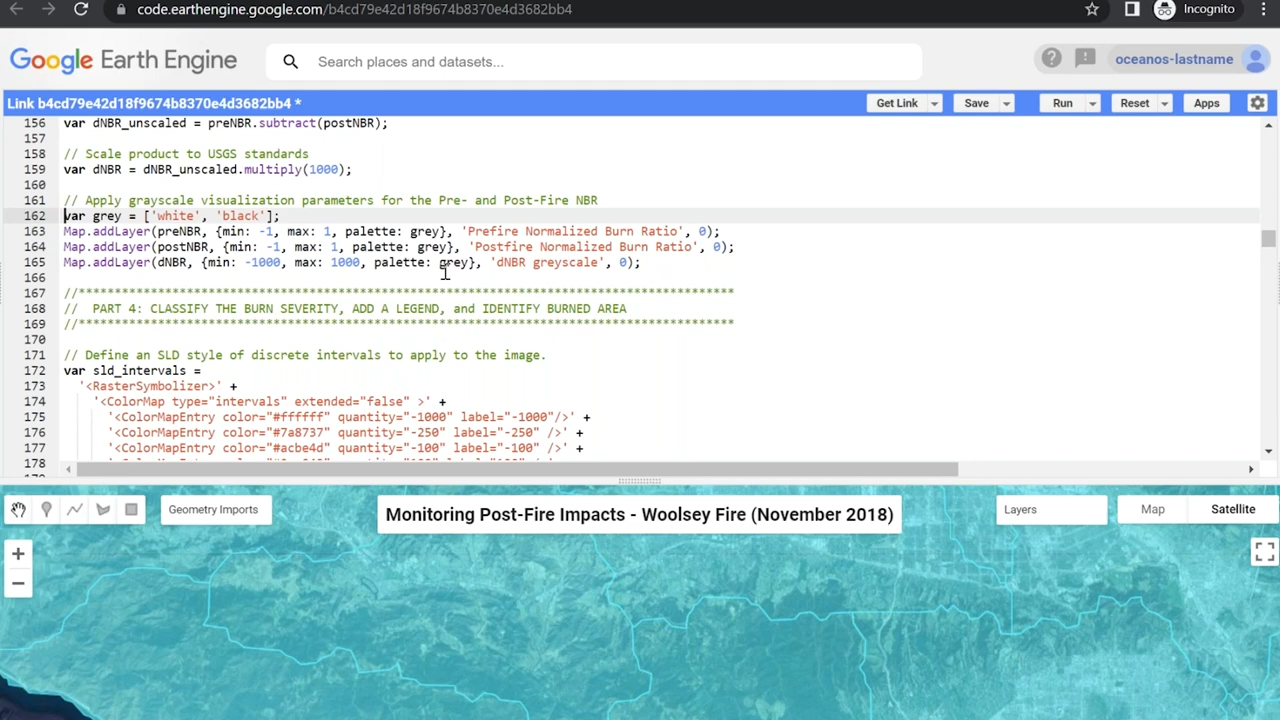 code.earthengine.google.com/b4cd79e42d18f9674b8370e4d3682bb4
Incognito
Google Earth Engine
Search places and datasets...
oceanos-lastname
Link b4cd79e42d18f9674b8370e4d3682bb4 *
Get Link
Save
Run
Reset
Apps
156 var dNBR_unscaled = preNBR.subtract(postNBR);
157
158 // Scale product to USGS standards
159 var dNBR = dNBR_unscaled.multiply(1000);
160
161 // Apply grayscale visualization parameters for the Pre- and Post-Fire NBR
162 var grey = ['white', 'black'];
163 Map.addLayer(preNBR, {min: -1, max: 1, palette: grey}, 'Prefire Normalized Burn Ratio', 0);
164 Map.addLayer(postNBR, {min: -1, max: 1, palette: grey}, 'Postfire Normalized Burn Ratio', 0);
165 Map.addLayer(dNBR, {min: -1000, max: 1000, palette: grey}, 'dNBR greyscale', 0);
166
167 //*************************************************************************************
168 //  PART 4: CLASSIFY THE BURN SEVERITY, ADD A LEGEND, and IDENTIFY BURNED AREA
169 //*************************************************************************************
170
171 // Define an SLD style of discrete intervals to apply to the image.
172 var sld_intervals =
173 '<RasterSymbolizer>' +
174 '<ColorMap type="intervals" extended="false" >' +
175 '<ColorMapEntry color="#ffffff" quantity="-1000" label="-1000"/>' +
176 '<ColorMapEntry color="#7a8737" quantity="-250" label="-250" />' +
177 '<ColorMapEntry color="#acbe4d" quantity="-100" label="-100" />' +
178
Geometry Imports
Monitoring Post-Fire Impacts - Woolsey Fire (November 2018)
Layers
Map
Satellite